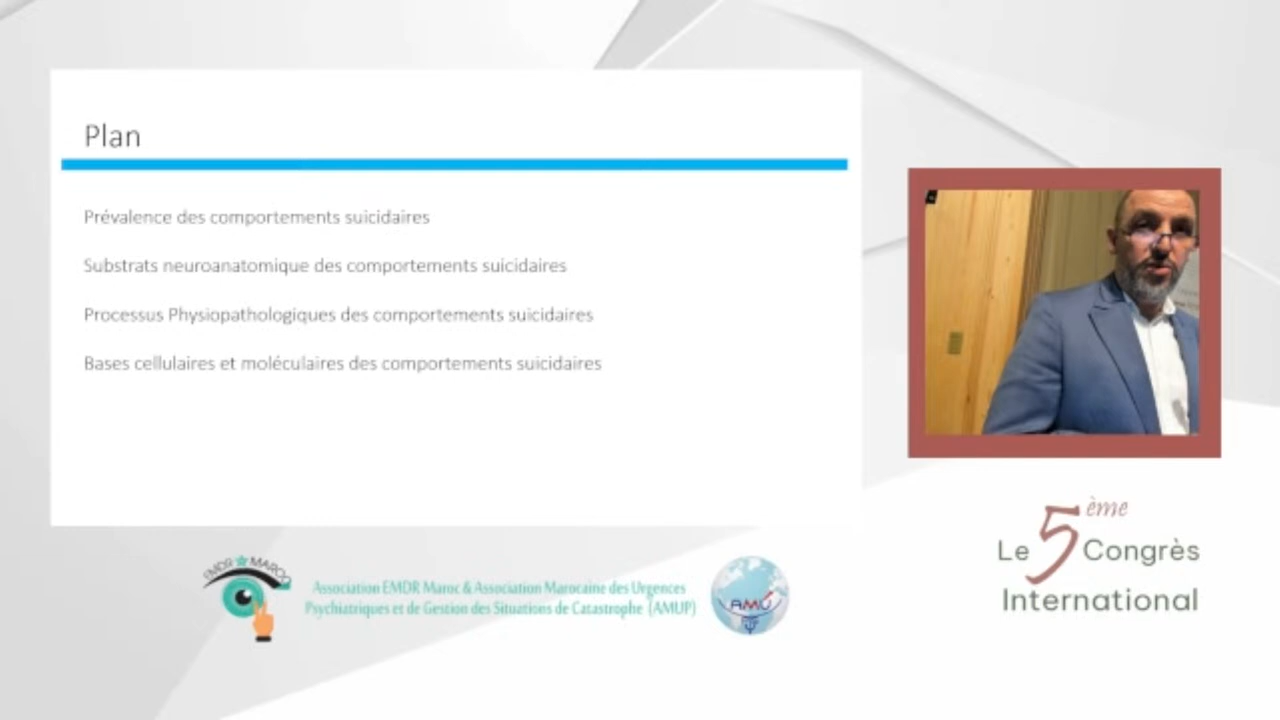 Plan
Prévalence des comportements suicidaires
Substrats neuroanatomique des comportements suicidaires
Processus Physiopathologiques des comportements suicidaires
Bases cellulaires et moléculaires des comportements suicidaires
EMDR MAROC
Association EMDR Maroc & Association Marocaine des Urgences
Psychiatriques et de Gestion des Situations de Catastrophe (AMUP)
AMU
Le 5ème Congrès
International